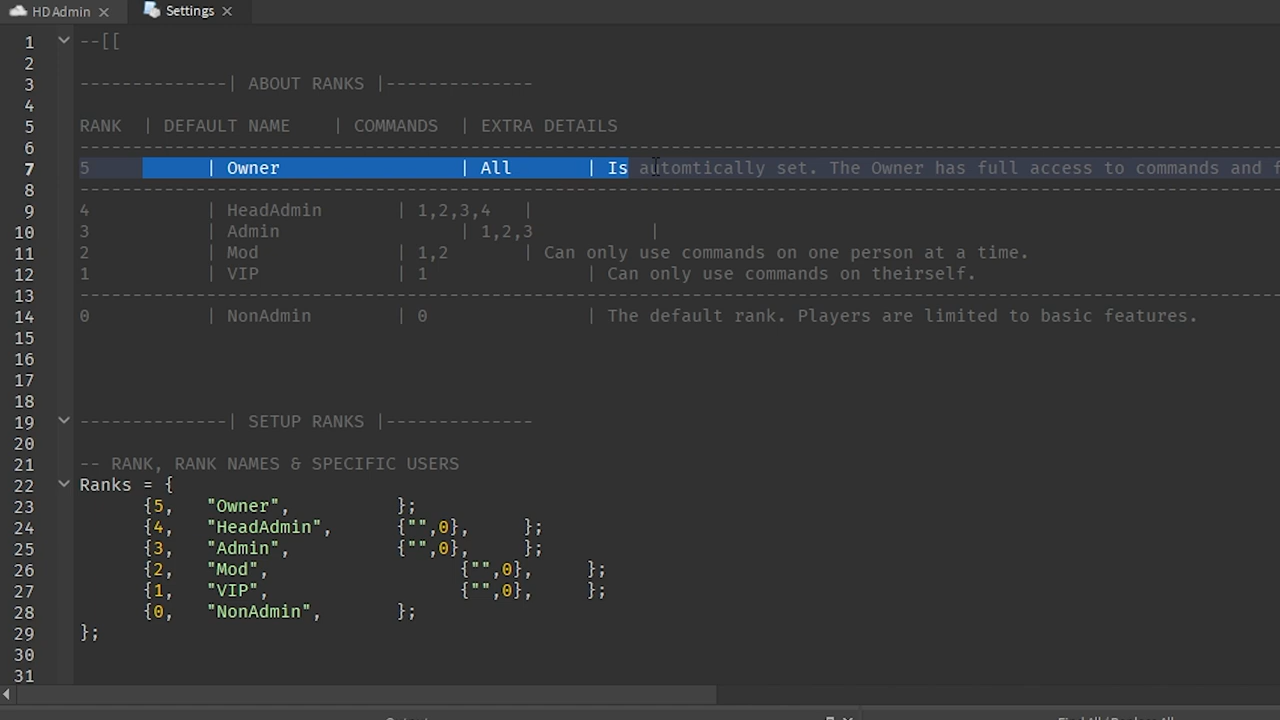 HDAdmin Settings
1 --[[
2
3 --------------| ABOUT RANKS |--------------
4
5 RANK | DEFAULT NAME | COMMANDS | EXTRA DETAILS
6 ------------------------------------------------------------------------------------------------------------------
7 5 | Owner | All | Is automtically set. The Owner has full access to commands and f
8 ------------------------------------------------------------------------------------------------------------------
9 4 | HeadAdmin | 1,2,3,4 |
10 3 | Admin | 1,2,3 |
11 2 | Mod | 1,2 | Can only use commands on one person at a time.
12 1 | VIP | 1 | Can only use commands on theirself.
13 ------------------------------------------------------------------------------------------------------------------
14 0 | NonAdmin | 0 | The default rank. Players are limited to basic features.
15
16
17
18
19 --------------| SETUP RANKS |--------------
20
21 -- RANK, RANK NAMES & SPECIFIC USERS
22 Ranks = {
23 {5, "Owner", };
24 {4, "HeadAdmin", {"",0}, };
25 {3, "Admin", {"",0}, };
26 {2, "Mod", {"",0}, };
27 {1, "VIP", {"",0}, };
28 {0, "NonAdmin", };
29 };
30
31